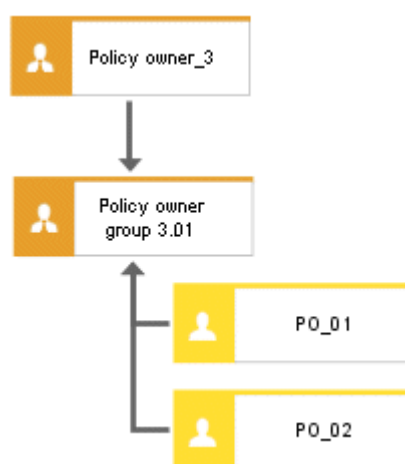 Policy owner_3
Policy owner
group 3.01
PO_01
PO_02